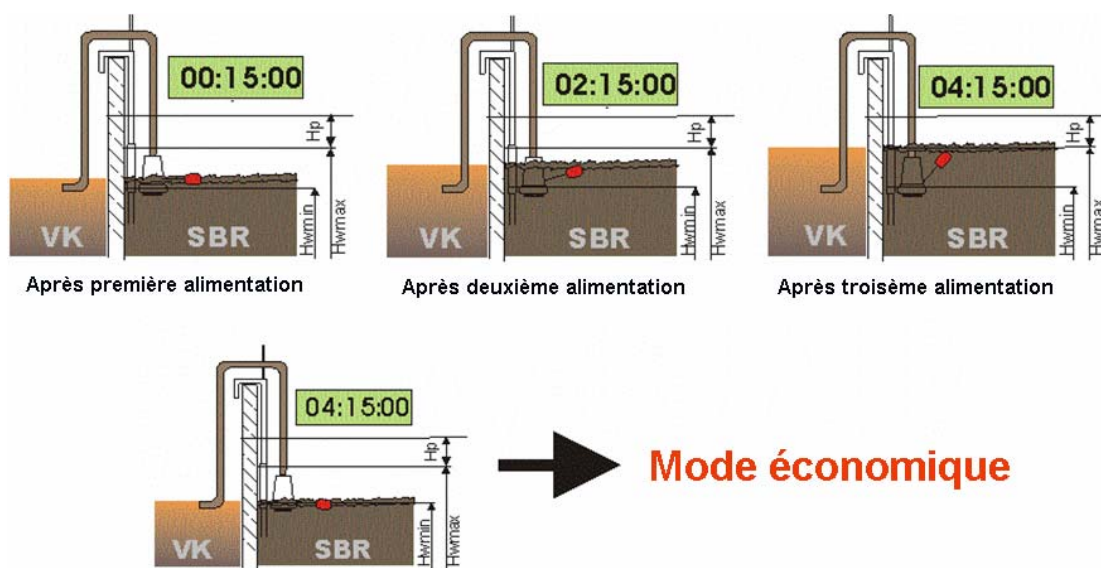 00:15:00
Hp
VK
SBR
Hwmin
Hwmax
Après première alimentation
02:15:00
Hp
VK
SBR
Hwmin
Hwmax
Après deuxième alimentation
04:15:00
Hp
VK
SBR
Hwmin
Hwmax
Après troisème alimentation
04:15:00
Hp
VK
SBR
Hwmin
Hwmax
Mode économique